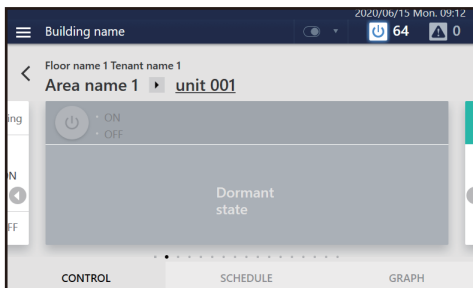 2020/06/15 Mon. 09:12
Building name
64
0
Floor name 1 Tenant name 1
Area name 1 unit 001
ing
ON
OFF
N
FF
Dormant
state
CONTROL SCHEDULE GRAPH